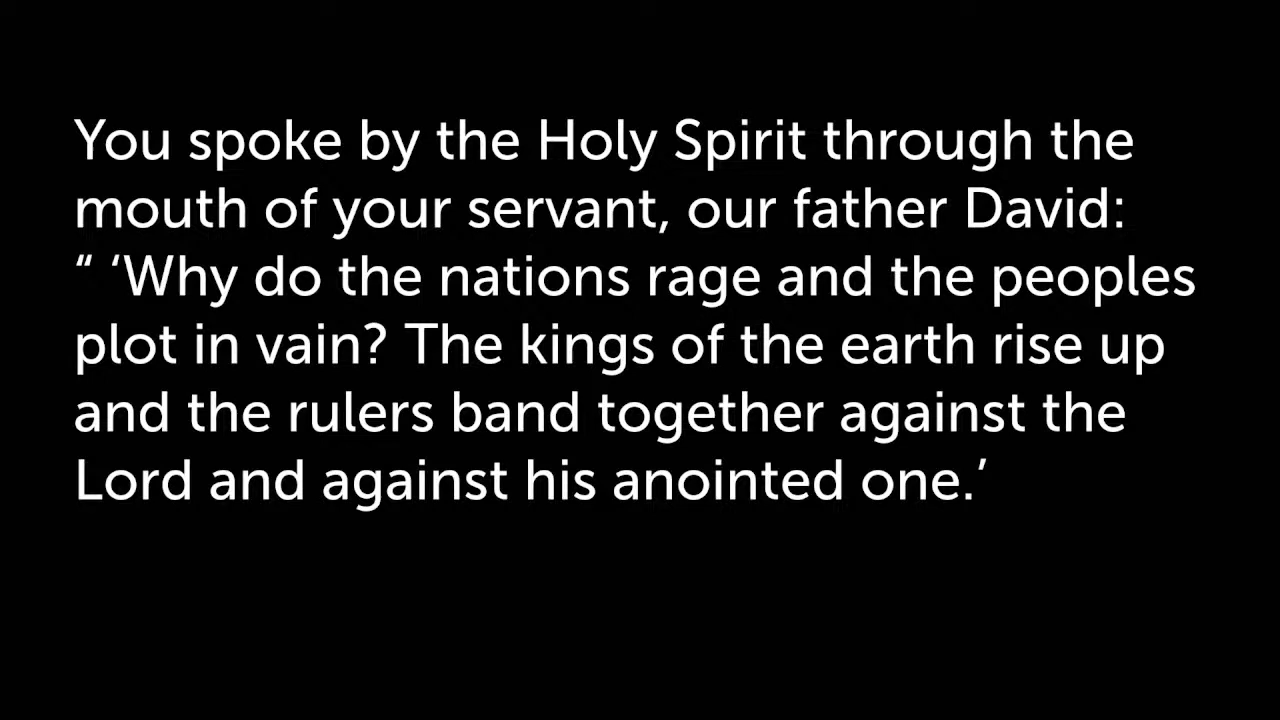 You spoke by the Holy Spirit through the
mouth of your servant, our father David:
“ ‘Why do the nations rage and the peoples
plot in vain? The kings of the earth rise up
and the rulers band together against the
Lord and against his anointed one.’